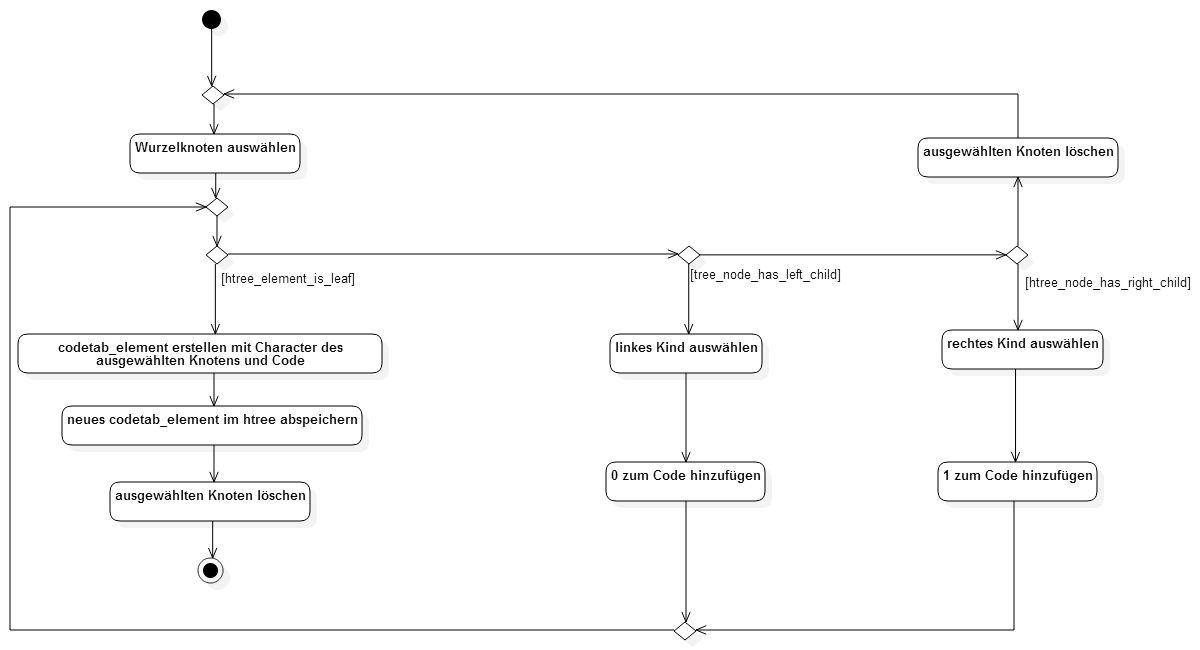 Wurzelknoten auswählen
ausgewählten Knoten löschen
[htree_element_is_leaf]
[tree_node_has_left_child]
[htree_node_has_right_child]
codetab_element erstellen mit Character des
ausgewählten Knotens und Code
linkes Kind auswählen
rechtes Kind auswählen
neues codetab_element im htree abspeichern
0 zum Code hinzufügen
1 zum Code hinzufügen
ausgewählten Knoten löschen